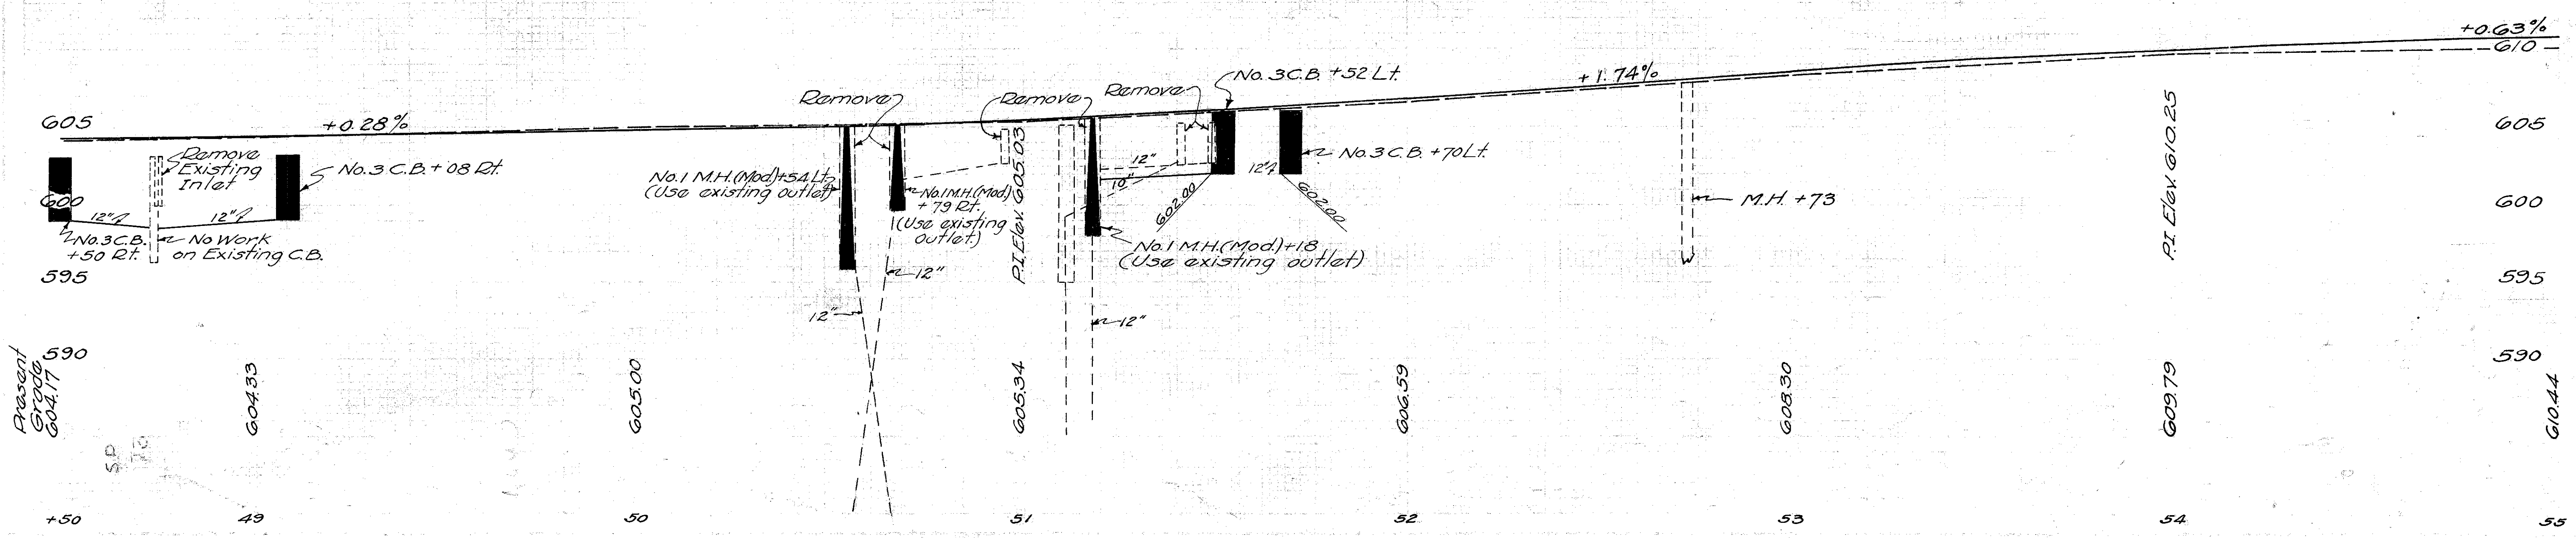 +0.63%
610
+1.74%
No. 3 C.B. +52 Lt.
Remove
Remove
Remove
605
+0.28%
605
Remove
Existing
Inlet
No. 3 C.B. + 08 Rt.
No. 1 M.H. (Mod.) +54 Lt.
(Use existing outlet)
No. 1 M.H. (Mod.)
+ 79 Rt.
(Use existing
outlet)
P.I. Elev. 605.03
12"
10"
602.00
12"
602.00
No. 3 C.B. +70 Lt.
M.H. +73
P.I. Elev. 610.25
600
600
12"
12"
No. 3 C.B.
+50 Rt.
No Work
on Existing C.B.
No. 1 M.H. (Mod.) +18
(Use existing outlet)
595
12"
595
12"
12"
590
590
Present
Grade
604.17
604.33
605.00
605.34
606.59
608.30
609.79
610.44
+50
49
50
51
52
53
54
55